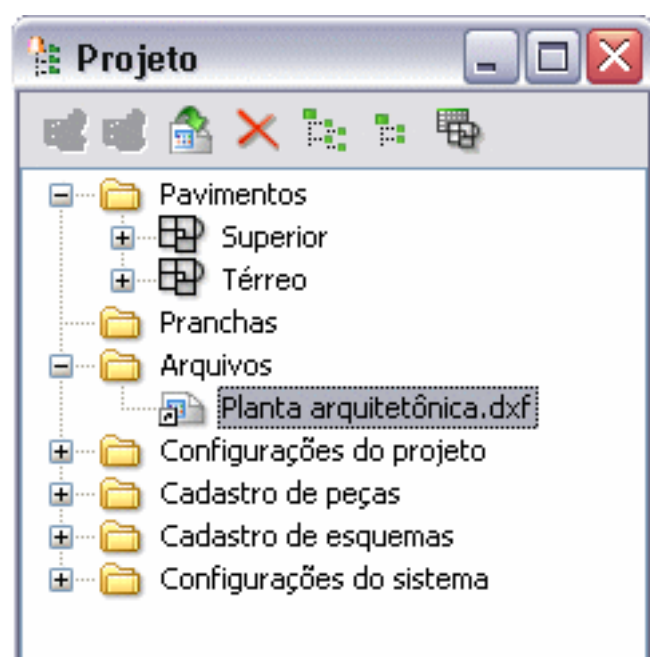 Projeto
Pavimentos
Superior
Térreo
Pranchas
Arquivos
Planta arquitetônica.dxf
Configurações do projeto
Cadastro de peças
Cadastro de esquemas
Configurações do sistema